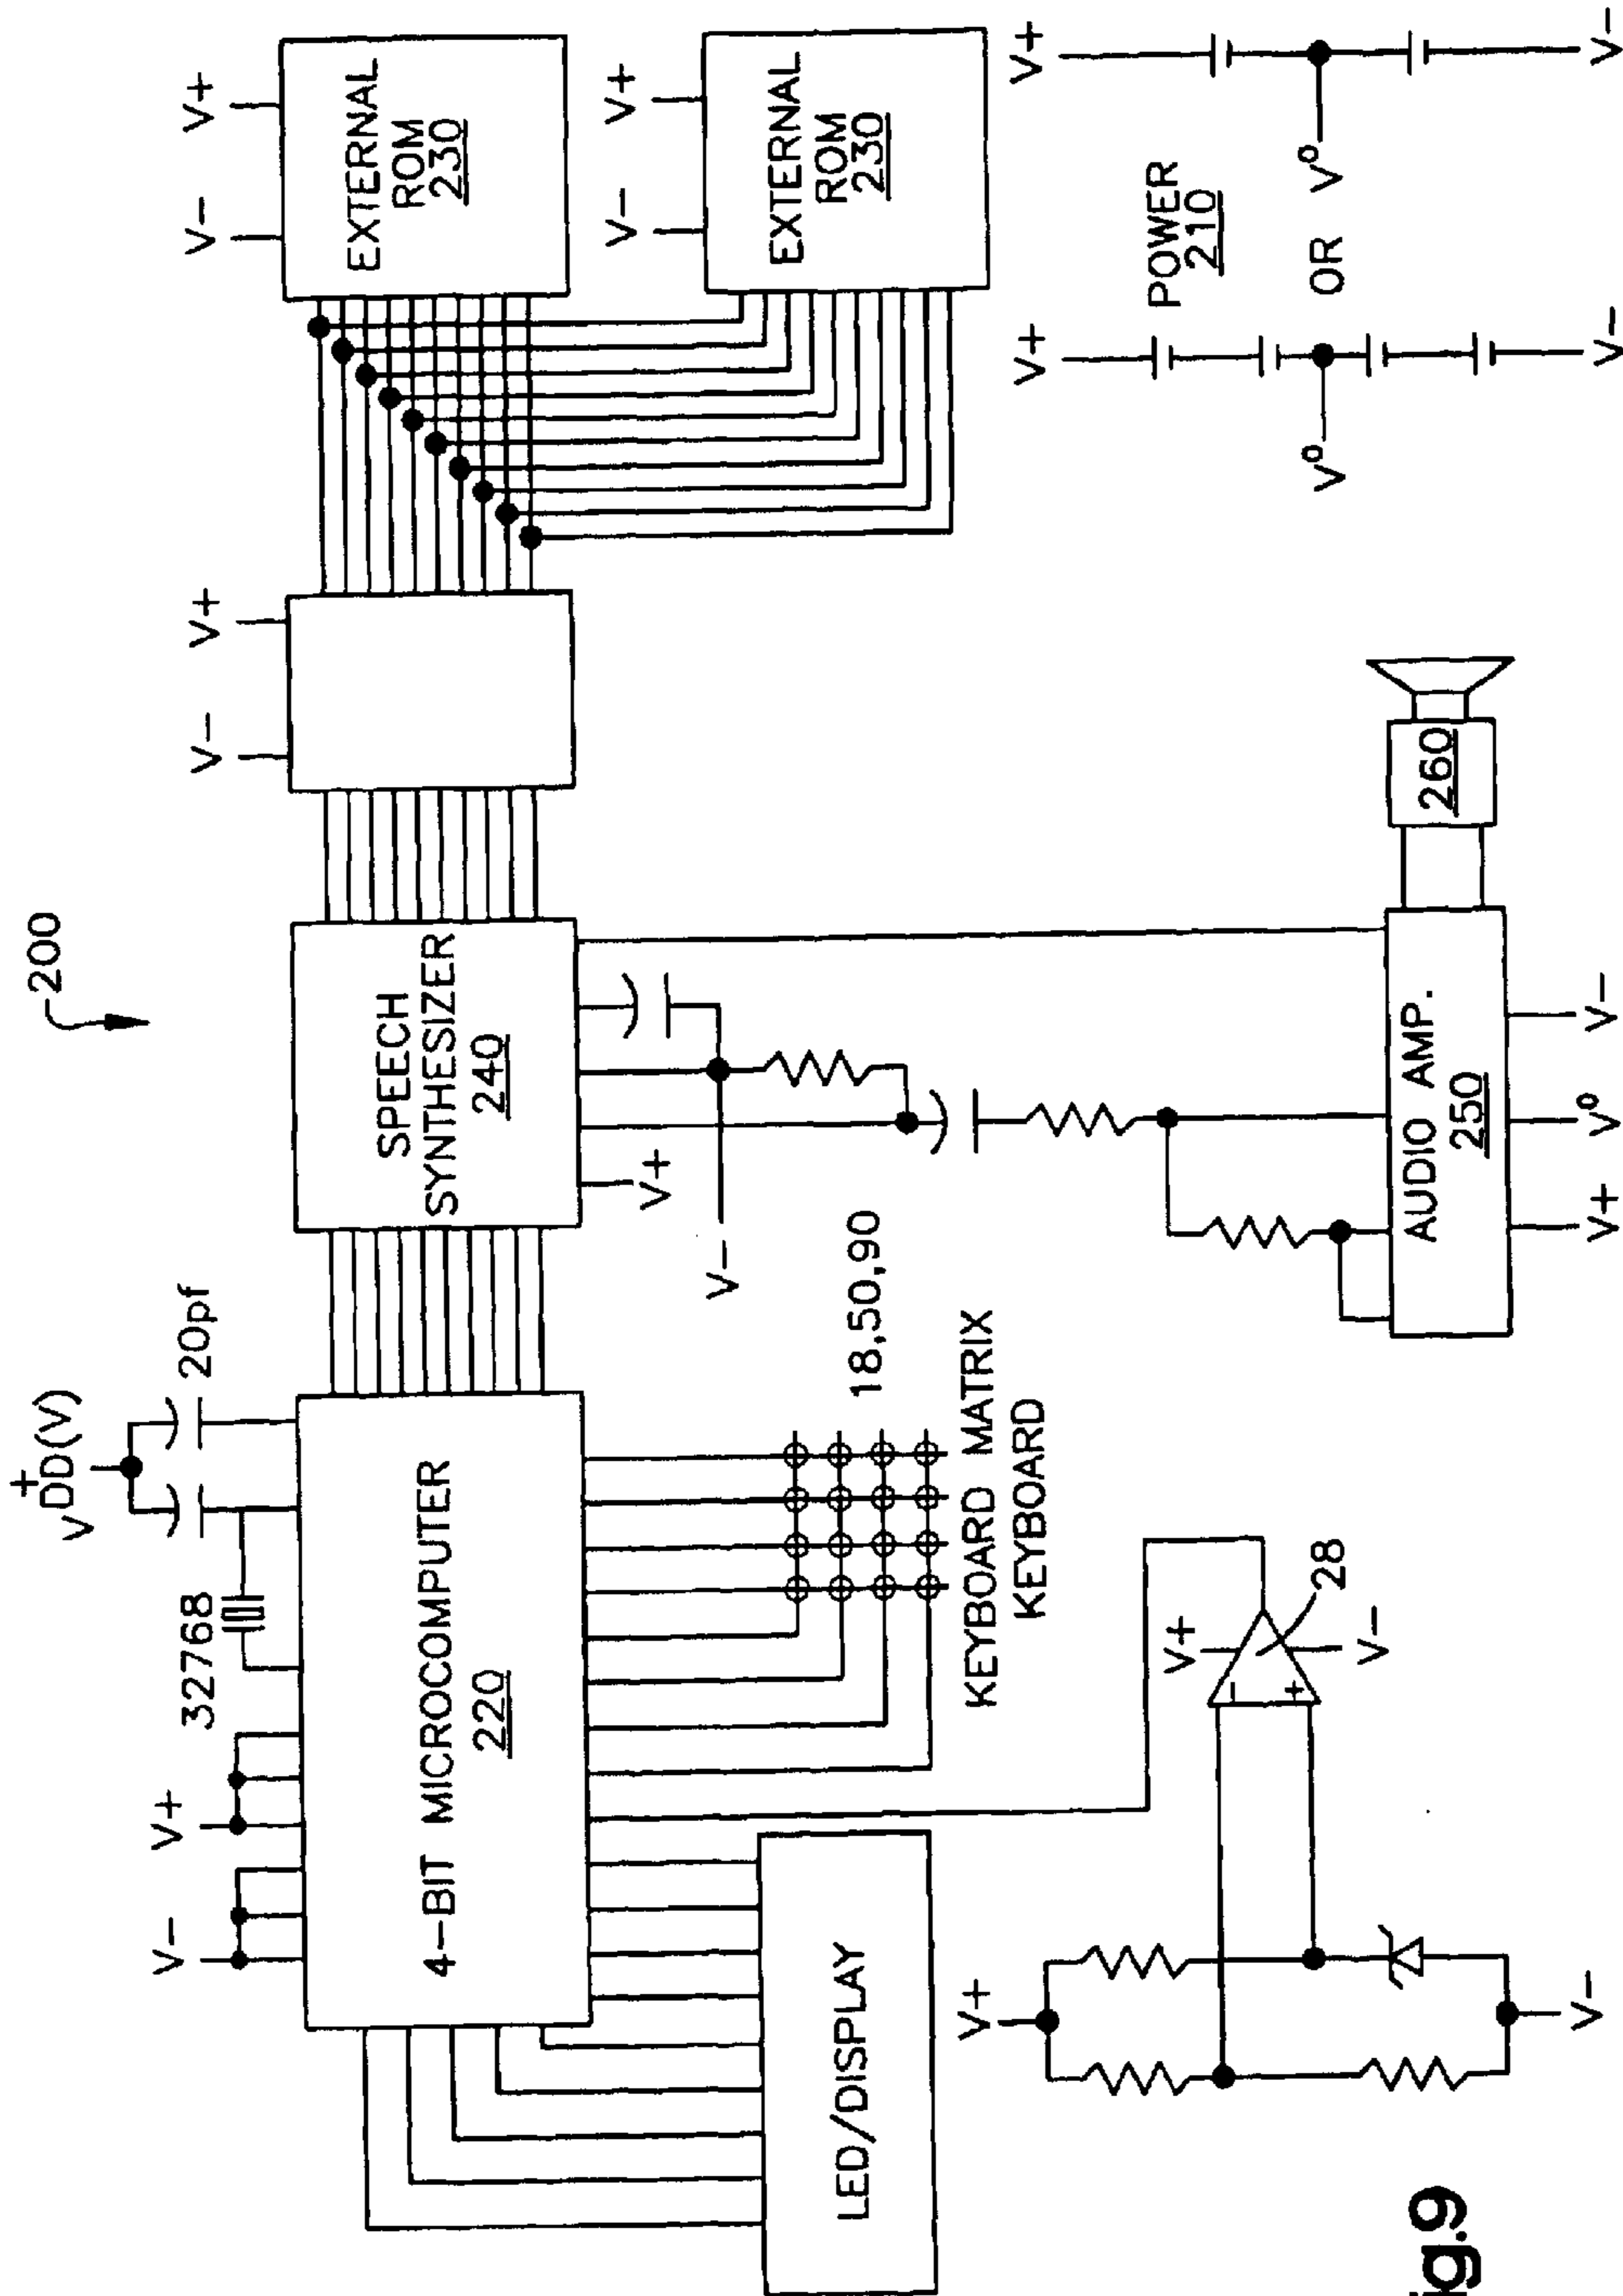 200
+
VDD(V)
V- V+ 32768 20pf
V- V+
V- V+
4-BIT MICROCOMPUTER
220
SPEECH
SYNTHESIZER
240
EXTERNAL
ROM
230
V- V+
EXTERNAL
ROM
230
V+
V-
18,50,90
KEYBOARD MATRIX
KEYBOARD
LED/DISPLAY
V+
V-
V+
- +
28
V-
AUDIO AMP.
250
260
V+ V° V-
POWER
210
V+
V°
V-
OR
V+
V°
V-
ig.9